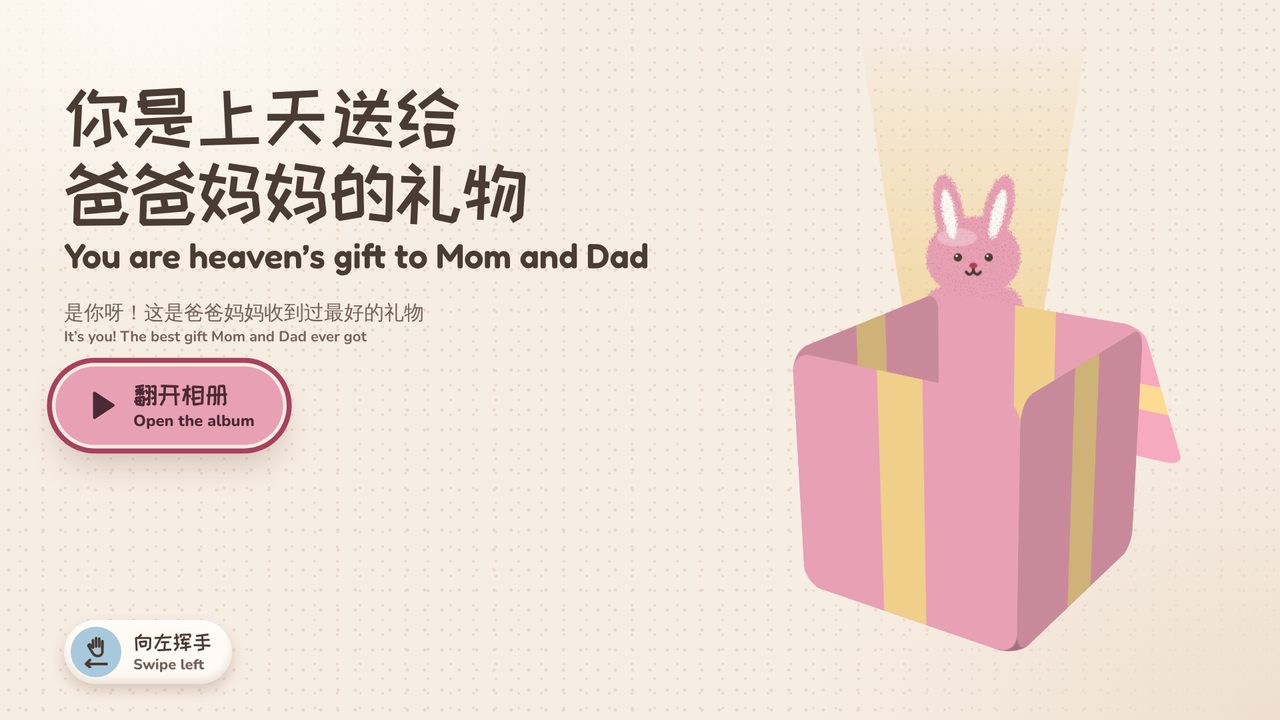 你是上天送给
爸爸妈妈的礼物
You are heaven’s gift to Mom and Dad
是你呀！这是爸爸妈妈收到过最好的礼物
It’s you! The best gift Mom and Dad ever got
翻开相册
Open the album
向左挥手
Swipe left